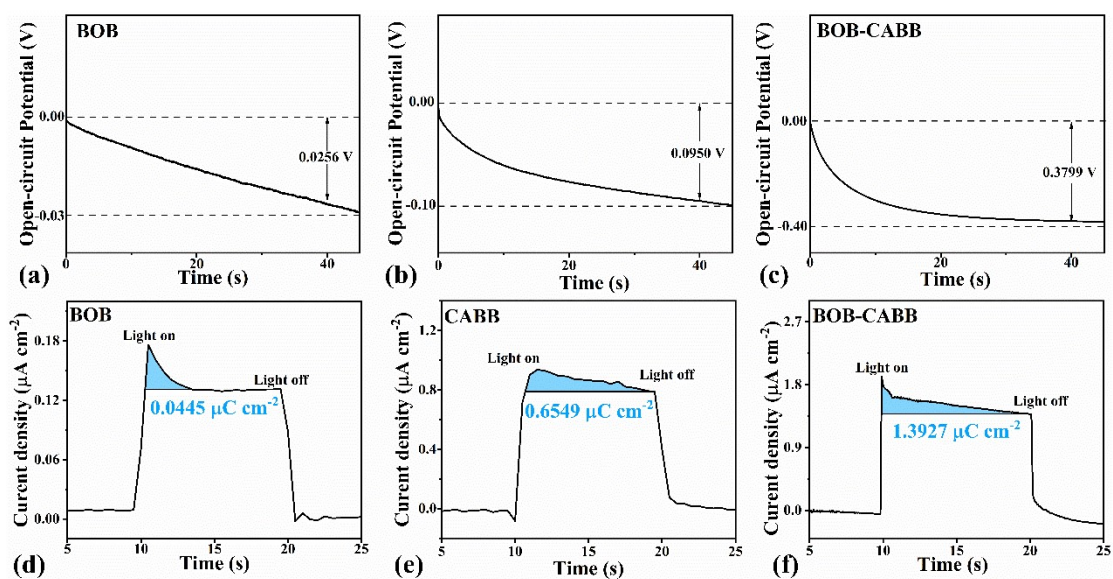 BOB
Open-circuit Potential (V)
0.00
-0.03
0.0256 V
0
20
40
Time (s)
(a)
Open-circuit Potential (V)
0.00
-0.10
0.0950 V
0
20
40
Time (s)
(b)
BOB-CABB
Open-circuit Potential (V)
0.00
-0.40
0.3799 V
0
20
40
Time (s)
(c)
BOB
Curent density (μA cm-2)
0.18
0.12
0.06
0.00
Light on
Light off
0.0445 μC cm-2
5
10
15
20
25
Time (s)
(d)
CABB
Current density (μA cm-2)
1.2
0.8
0.4
0.0
Light on
Light off
0.6549 μC cm-2
5
10
15
20
25
Time (s)
(e)
BOB-CABB
Curent density (μA cm-2)
2.7
1.8
0.9
0.0
Light on
Light off
1.3927 μC cm-2
5
10
15
20
25
Time (s)
(f)